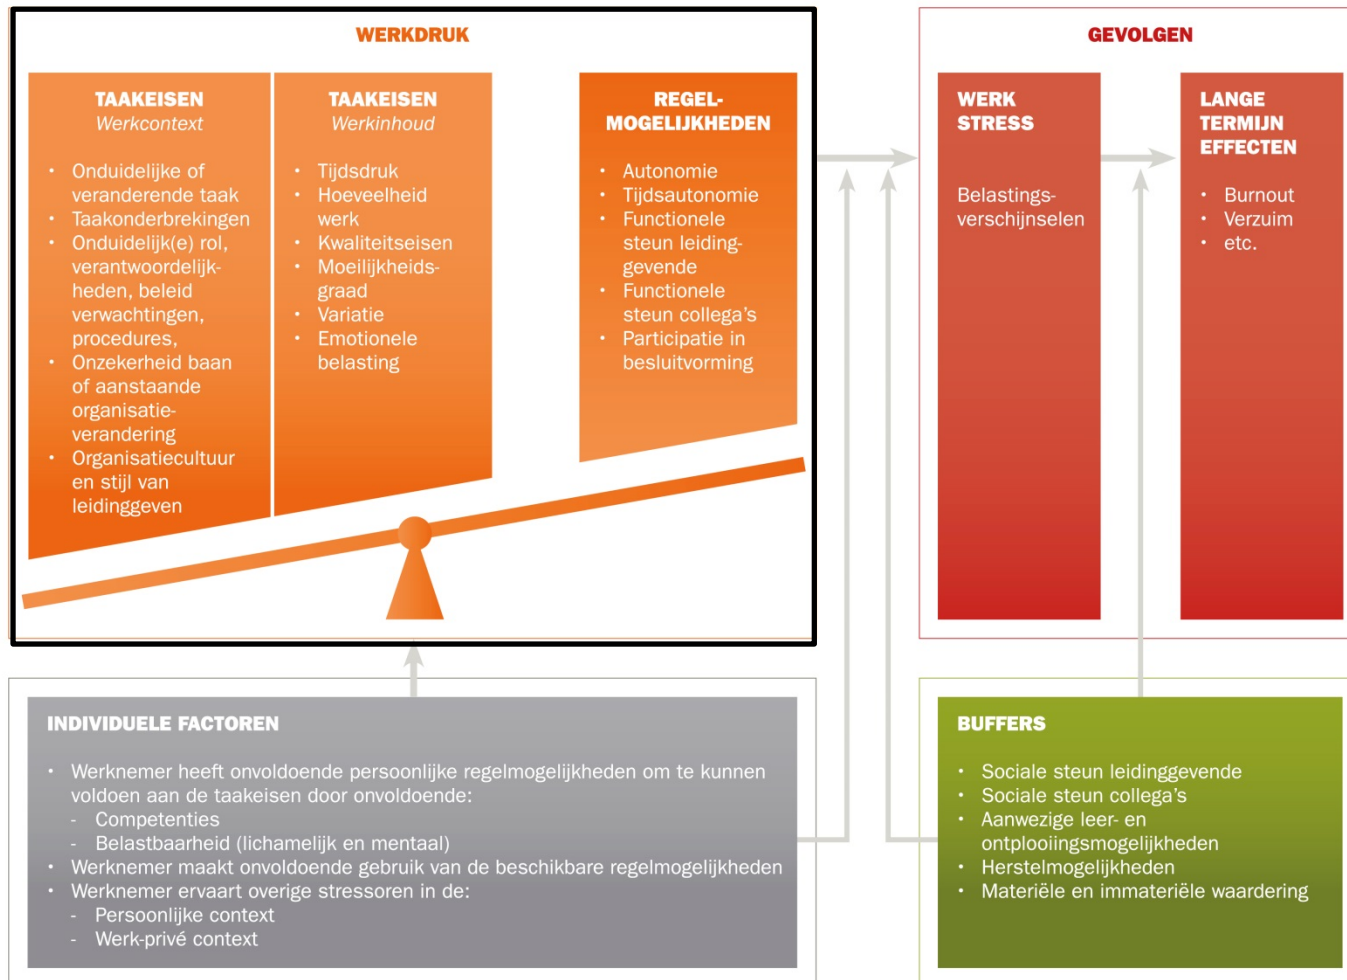 WERKDRUK
TAAKEISEN
Werkcontext
• Onduidelijke of
veranderende taak
• Taakonderbrekingen
• Onduidelijk(e) rol,
verantwoordelijk-
heden, beleid
verwachtingen,
procedures,
• Onzekerheid baan
of aanstaande
organisatie-
verandering
• Organisatiecultuur
en stijl van
leidinggeven
TAAKEISEN
Werkinhoud
• Tijdsdruk
• Hoeveelheid
werk
• Kwaliteitseisen
• Moeilijkheids-
graad
• Variatie
• Emotionele
belasting
REGEL-
MOGELIJKHEDEN
• Autonomie
• Tijdsautonomie
• Functionele
steun leiding-
gevende
• Functionele
steun collega's
• Participatie in
besluitvorming
GEVOLGEN
WERK
STRESS
Belastings-
verschijnselen
LANGE
TERMIJN
EFFECTEN
• Burnout
• Verzuim
• etc.
INDIVIDUELE FACTOREN
• Werknemer heeft onvoldoende persoonlijke regelmogelijkheden om te kunnen
voldoen aan de taakeisen door onvoldoende:
- Competenties
- Belastbaarheid (lichamelijk en mentaal)
• Werknemer maakt onvoldoende gebruik van de beschikbare regelmogelijkheden
• Werknemer ervaart overige stressoren in de:
- Persoonlijke context
- Werk-privé context
BUFFERS
• Sociale steun leidinggevende
• Sociale steun collega's
• Aanwezige leer- en
ontplooiingsmogelijkheden
• Herstelmogelijkheden
• Materiële en immateriële waardering